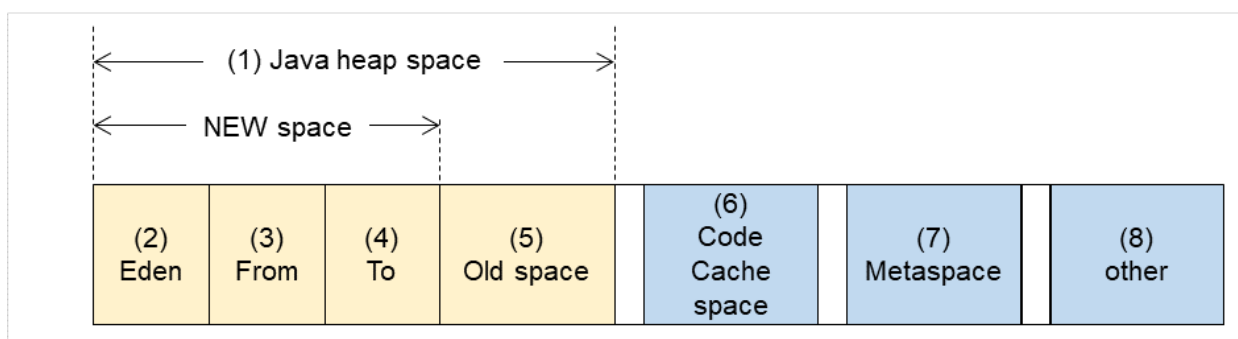 (1) Java heap space
NEW space
(2)
Eden
(3)
From
(4)
To
(5)
Old space
(6)
Code
Cache
space
(7)
Metaspace
(8)
other